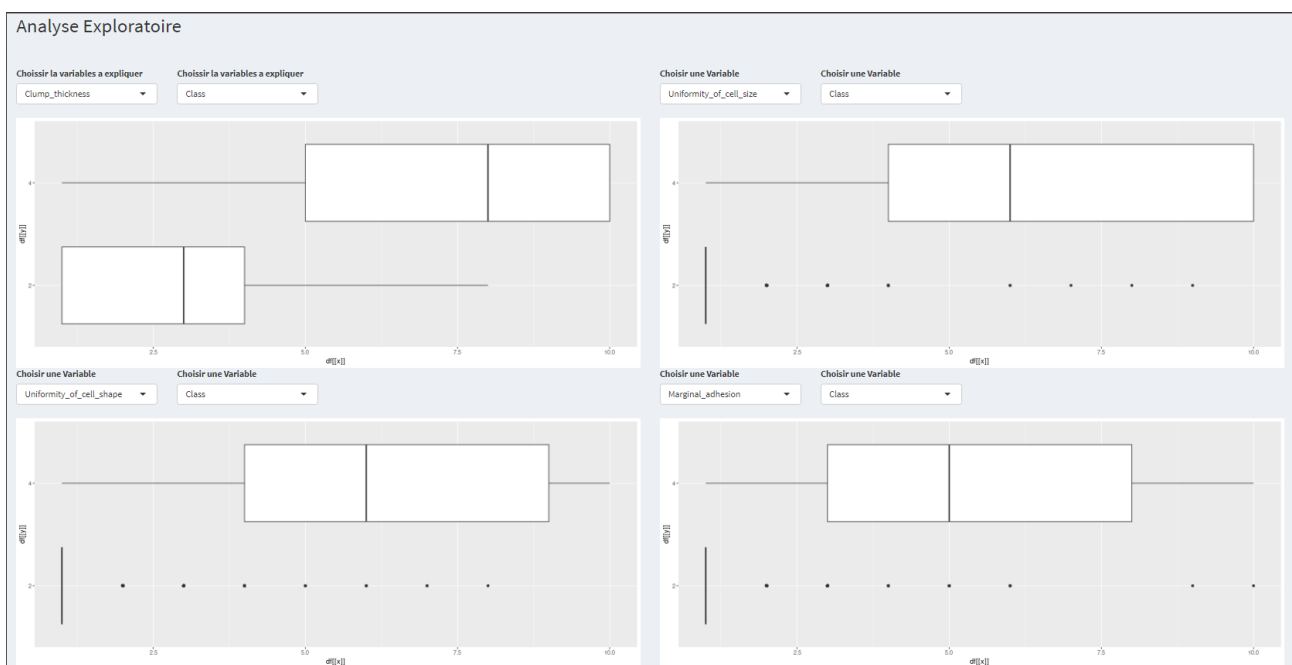 Analyse Exploratoire
Choissir la variables a expliquer Choissir la variables a expliquer
Clump_thickness Class
4
2
df[[y]]
2.5 5.0 7.5 10.0
df[[x]]
Choisir une Variable Choisir une Variable
Uniformity_of_cell_size Class
4
2
df[[y]]
2.5 5.0 7.5 10.0
df[[x]]
Choisir une Variable Choisir une Variable
Uniformity_of_cell_shape Class
4
2
df[[y]]
2.5 5.0 7.5 10.0
df[[x]]
Choisir une Variable Choisir une Variable
Marginal_adhesion Class
4
2
df[[y]]
2.5 5.0 7.5 10.0
df[[x]]